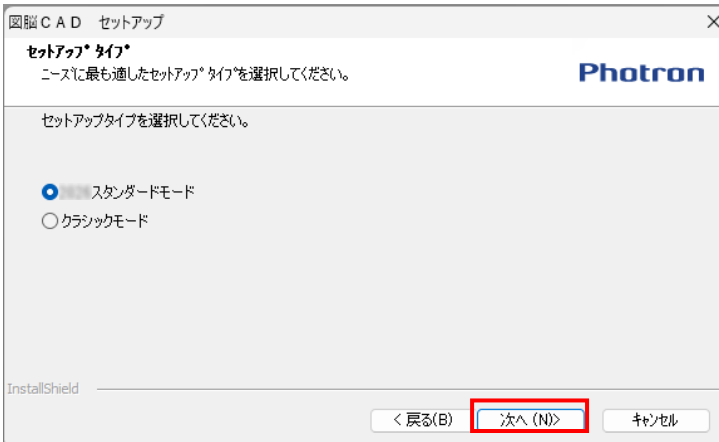 図脳ＣＡＤ　セットアップ
セットアップ タイプ
ニーズに最も適したセットアップ タイプを選択してください。
Photron
セットアップタイプを選択してください。
スタンダードモード
クラシックモード
InstallShield
< 戻る(B)
次へ (N)>
キャンセル